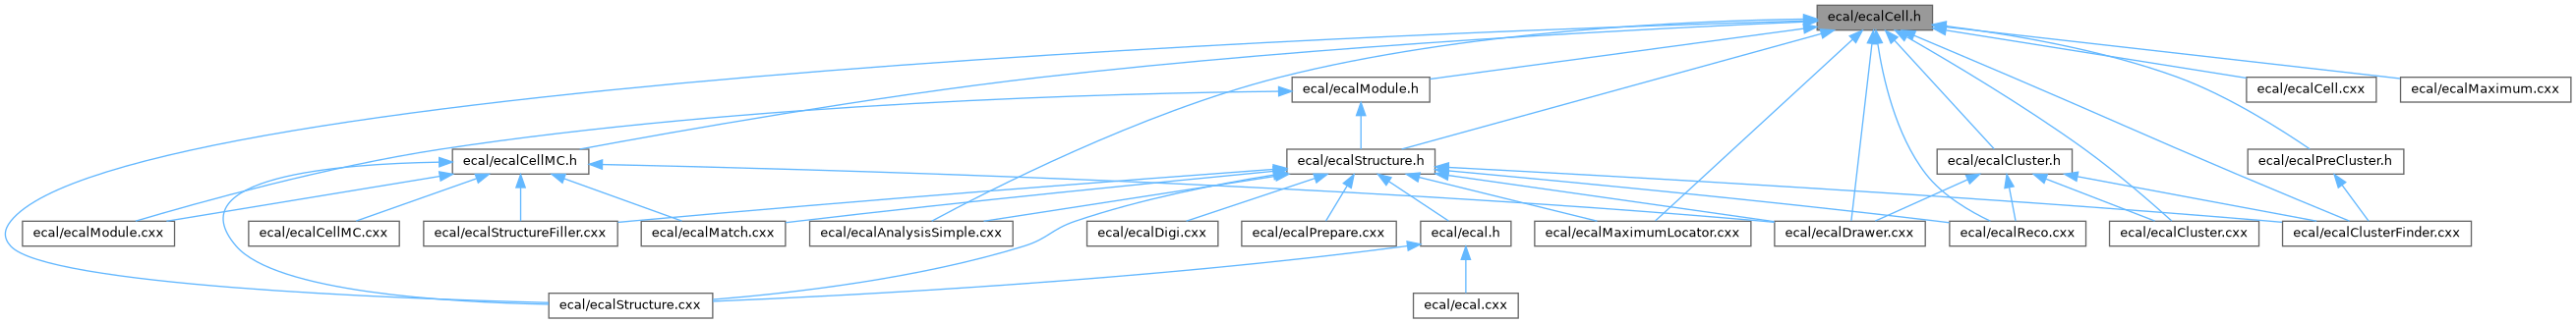 ecal/ecalCell.h
ecal/ecalModule.h
ecal/ecalCell.cxx
ecal/ecalMaximum.cxx
ecal/ecalCellMC.h
ecal/ecalStructure.h
ecal/ecalCluster.h
ecal/ecalPreCluster.h
ecal/ecalModule.cxx
ecal/ecalCellMC.cxx
ecal/ecalStructureFiller.cxx
ecal/ecalMatch.cxx
ecal/ecalAnalysisSimple.cxx
ecal/ecalDigi.cxx
ecal/ecalPrepare.cxx
ecal/ecal.h
ecal/ecalMaximumLocator.cxx
ecal/ecalDrawer.cxx
ecal/ecalReco.cxx
ecal/ecalCluster.cxx
ecal/ecalClusterFinder.cxx
ecal/ecalStructure.cxx
ecal/ecal.cxx